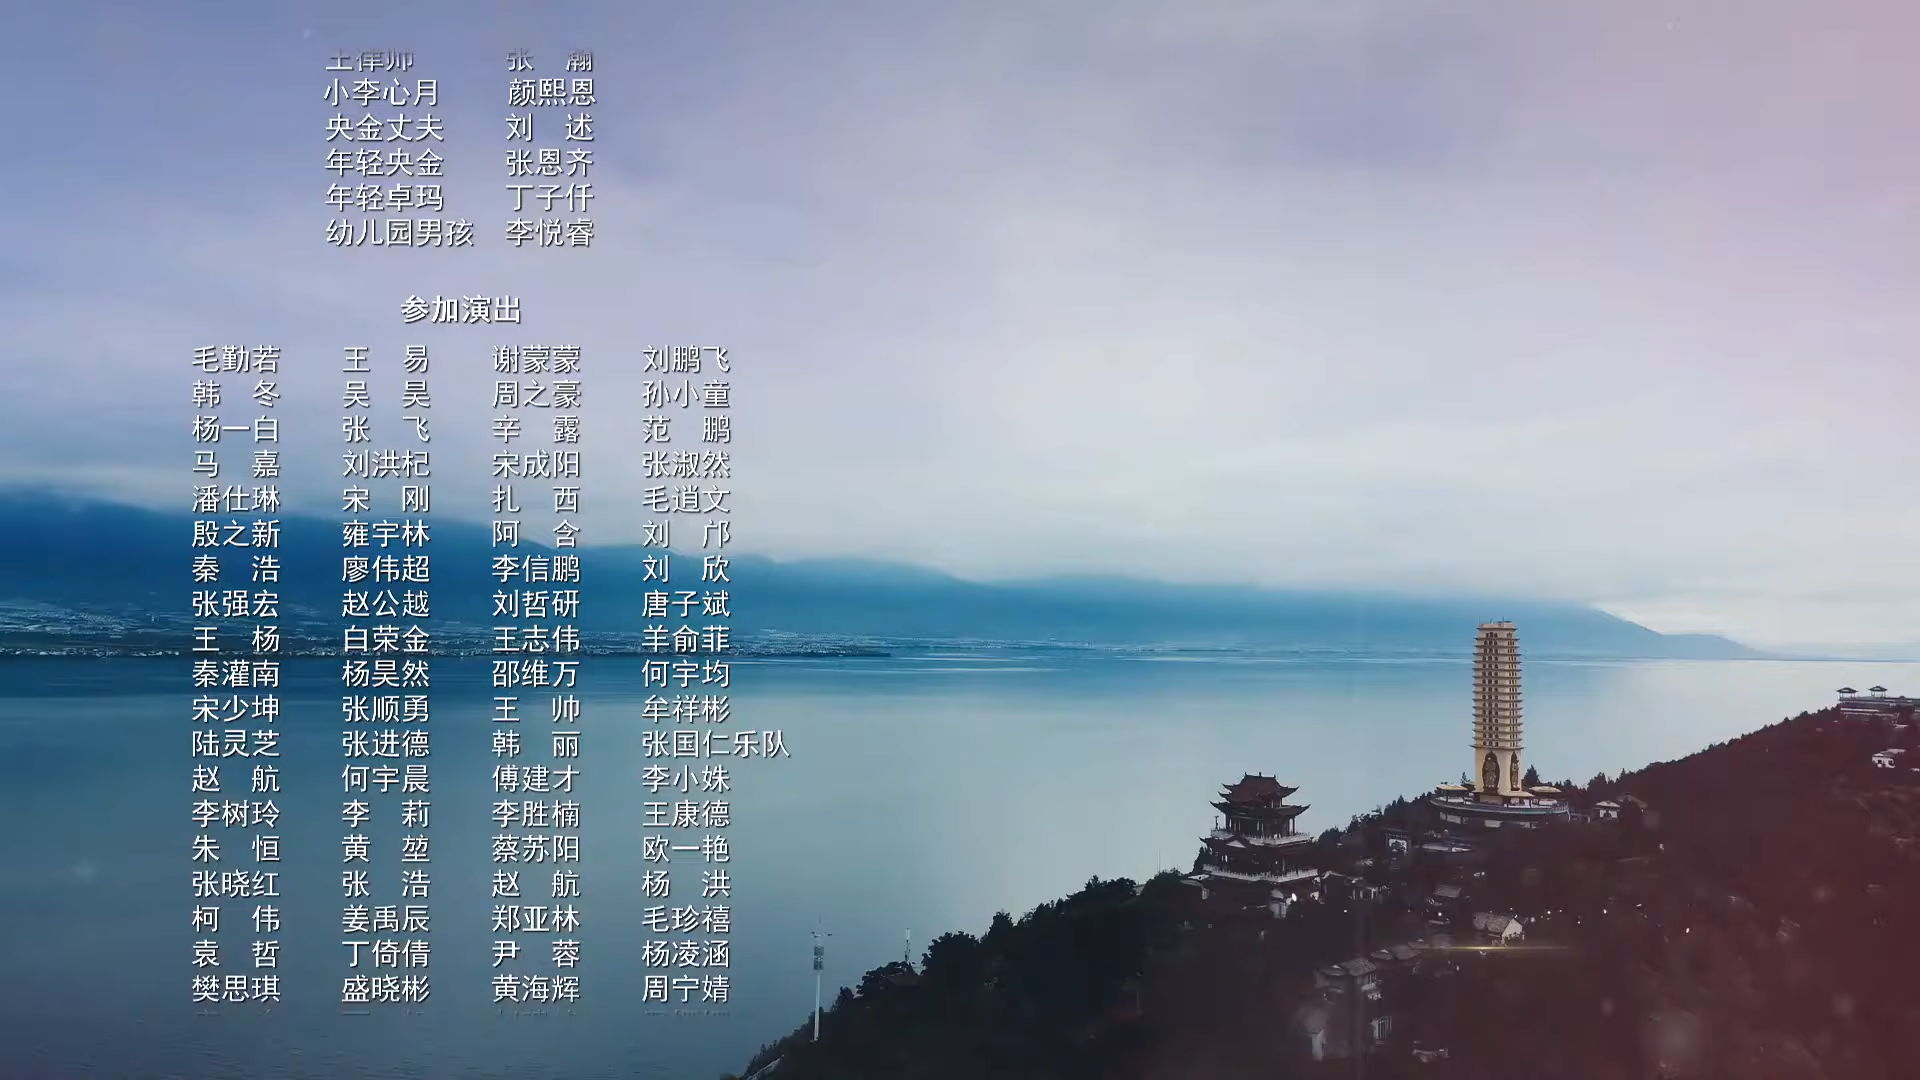 王律师 张 瀚
小李心月 颜熙恩
央金丈夫 刘 述
年轻央金 张恩齐
年轻卓玛 丁子仟
幼儿园男孩 李悦睿
参加演出
毛勤若 王 易 谢蒙蒙 刘鹏飞
韩 冬 吴 昊 周之豪 孙小童
杨一白 张 飞 辛 露 范 鹏
马 嘉 刘洪杞 宋成阳 张淑然
潘仕琳 宋 刚 扎 西 毛逍文
殷之新 雍宇林 阿 含 刘 邝
秦 浩 廖伟超 李信鹏 刘 欣
张强宏 赵公越 刘哲研 唐子斌
王 杨 白荣金 王志伟 羊俞菲
秦灌南 杨昊然 邵维万 何宇均
宋少坤 张顺勇 王 帅 牟祥彬
陆灵芝 张进德 韩 丽 张国仁乐队
赵 航 何宇晨 傅建才 李小姝
李树玲 李 莉 李胜楠 王康德
朱 恒 黄 堃 蔡苏阳 欧一艳
张晓红 张 浩 赵 航 杨 洪
柯 伟 姜禹辰 郑亚林 毛珍禧
袁 哲 丁倚倩 尹 蓉 杨凌涵
樊思琪 盛晓彬 黄海辉 周宁婧